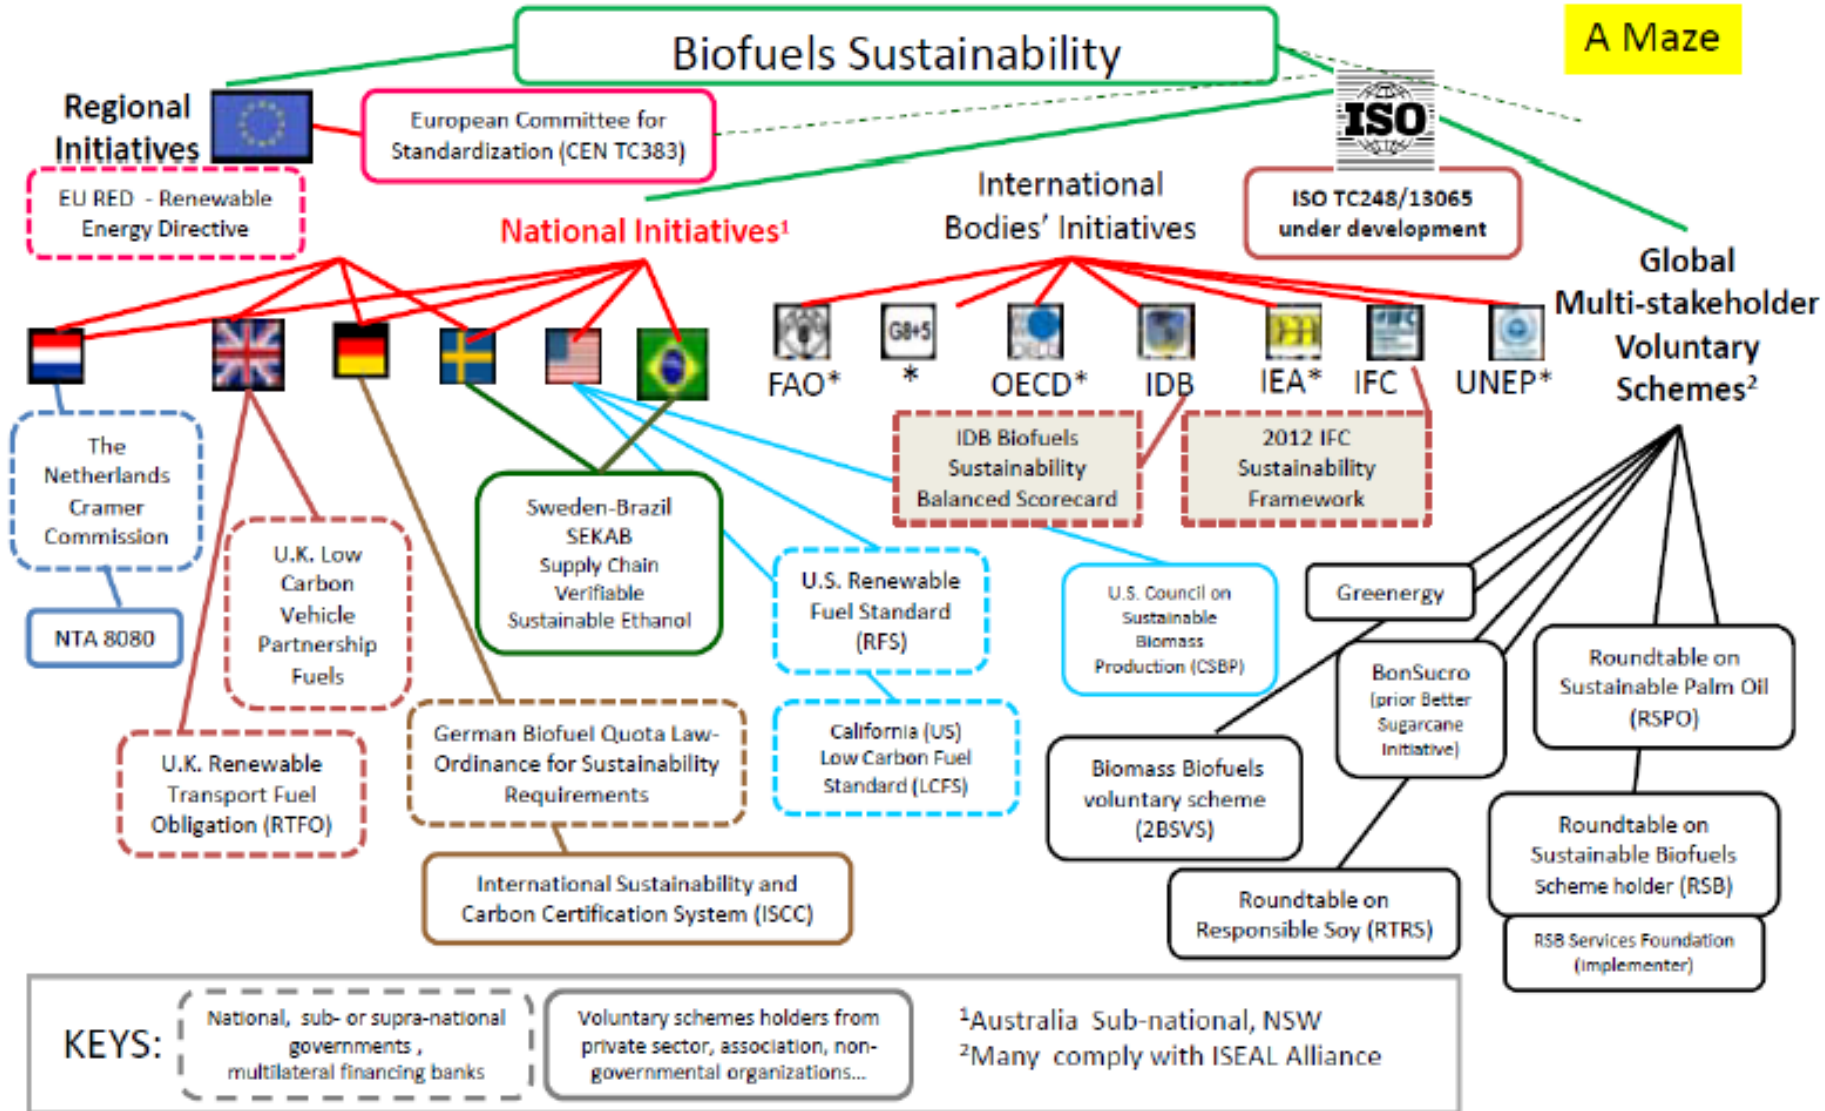 Biofuels Sustainability
A Maze
Regional
Initiatives
European Committee for
Standardization (CEN TC383)
ISO
EU RED - Renewable
Energy Directive
National Initiatives¹
International
Bodies' Initiatives
ISO TC248/13065
under development
Global
Multi-stakeholder
Voluntary
Schemes²
G8+5
FAO*
*
OECD*
IDB
IEA*
IFC
UNEP*
The
Netherlands
Cramer
Commission
NTA 8080
U.K. Low
Carbon
Vehicle
Partnership
Fuels
U.K. Renewable
Transport Fuel
Obligation (RTFO)
Sweden-Brazil
SEKAB
Supply Chain
Verifiable
Sustainable Ethanol
German Biofuel Quota Law-
Ordinance for Sustainability
Requirements
International Sustainability and
Carbon Certification System (ISCC)
U.S. Renewable
Fuel Standard
(RFS)
California (US)
Low Carbon Fuel
Standard (LCFS)
IDB Biofuels
Sustainability
Balanced Scorecard
2012 IFC
Sustainability
Framework
U.S. Council on
Sustainable
Biomass
Production (CSBP)
Greenergy
BonSucro
(prior Better
Sugarcane
Initiative)
Roundtable on
Sustainable Palm Oil
(RSPO)
Biomass Biofuels
voluntary scheme
(2BSVS)
Roundtable on
Responsible Soy (RTRS)
Roundtable on
Sustainable Biofuels
Scheme holder (RSB)
RSB Services Foundation
(implementer)
KEYS:
National, sub- or supra-national
governments ,
multilateral financing banks
Voluntary schemes holders from
private sector, association, non-
governmental organizations...
¹Australia Sub-national, NSW
²Many comply with ISEAL Alliance